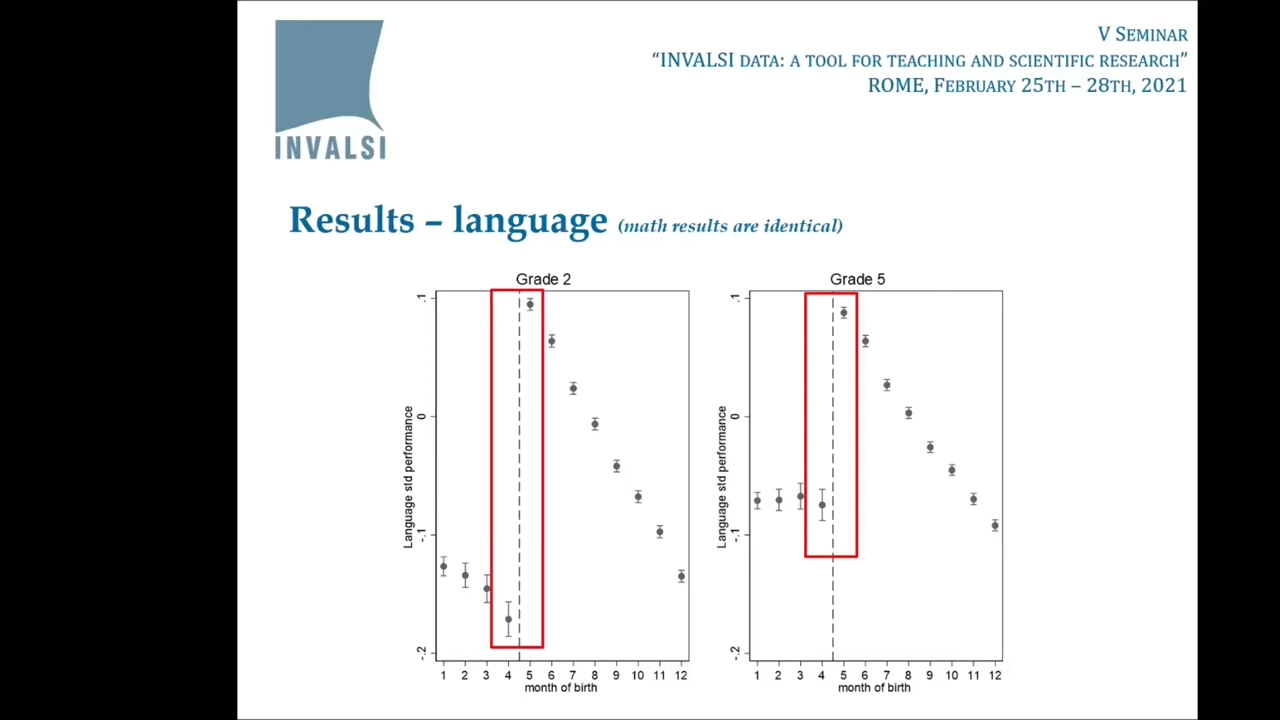 INVALSI
V SEMINAR
“INVALSI DATA: A TOOL FOR TEACHING AND SCIENTIFIC RESEARCH”
ROME, FEBRUARY 25TH – 28TH, 2021
Results – language (math results are identical)
Grade 2
Language std performance
.1
0
-.1
-.2
1 2 3 4 5 6 7 8 9 10 11 12
month of birth
Grade 5
Language std performance
.1
0
-.1
-.2
1 2 3 4 5 6 7 8 9 10 11 12
month of birth